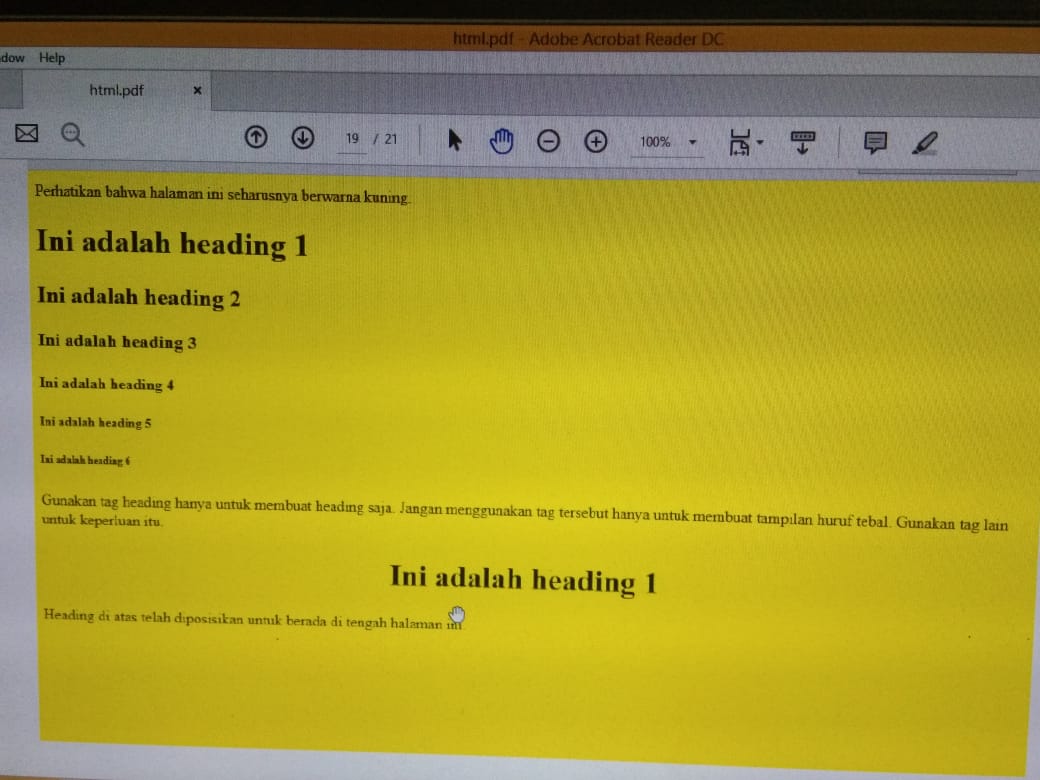 html.pdf - Adobe Acrobat Reader DC
dow Help
html.pdf ×
19 / 21 100%
Perhatikan bahwa halaman ini seharusnya berwarna kuning.
Ini adalah heading 1
Ini adalah heading 2
Ini adalah heading 3
Ini adalah heading 4
Ini adalah heading 5
Ini adalah heading 6
Gunakan tag heading hanya untuk membuat heading saja. Jangan menggunakan tag tersebut hanya untuk membuat tampilan huruf tebal. Gunakan tag lain
untuk keperluan itu.
Ini adalah heading 1
Heading di atas telah diposisikan untuk berada di tengah halaman ini